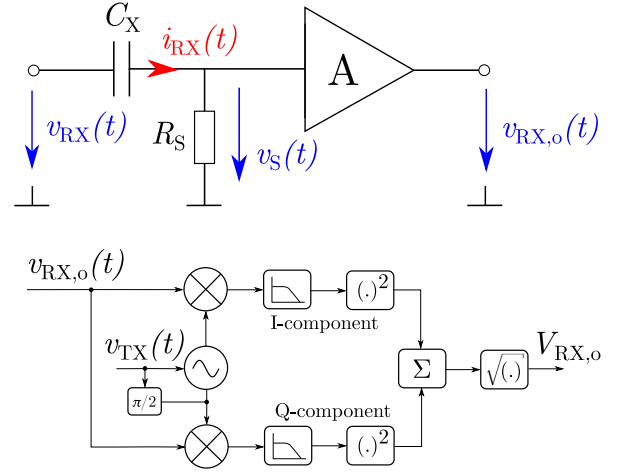 C_X
i_RX(t)
A
v_RX(t)
R_S
v_S(t)
v_RX,o(t)
v_RX,o(t)
(.)²
I-component
v_TX(t)
V_RX,o
Σ
√(.)
π/2
Q-component
(.)²